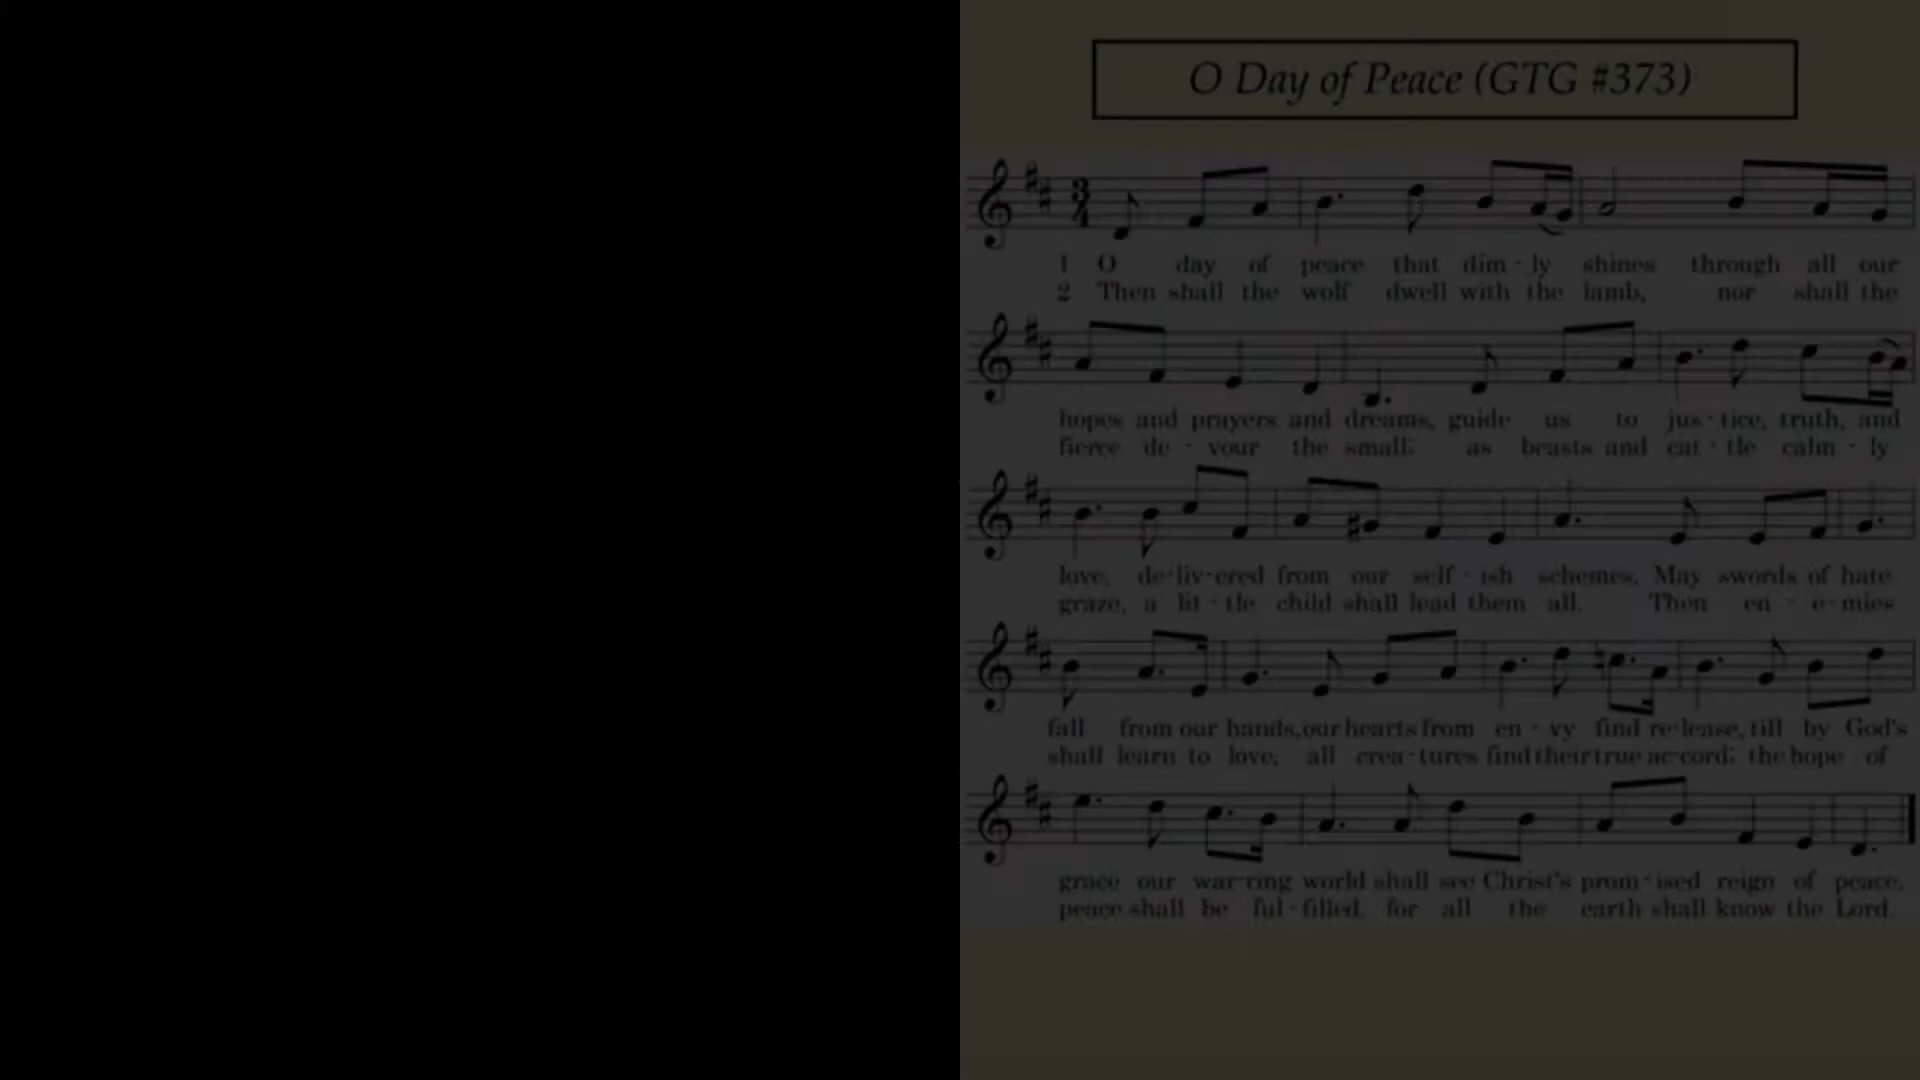 O Day of Peace (GTG #373)
3
4
1 O day of peace that dim - ly shines through all our
2 Then shall the wolf dwell with the lamb, nor shall the
hopes and prayers and dreams, guide us to jus - tice, truth, and
fierce de - vour the small; as beasts and cat - tle calm - ly
love, de - liv - ered from our self - ish schemes. May swords of hate
graze, a lit - tle child shall lead them all. Then en - e - mies
fall from our hands, our hearts from en - vy find re - lease, till by God's
shall learn to love, all crea - tures find their true ac - cord; the hope of
grace our war - ring world shall see Christ's prom - ised reign of peace.
peace shall be ful - filled, for all the earth shall know the Lord.